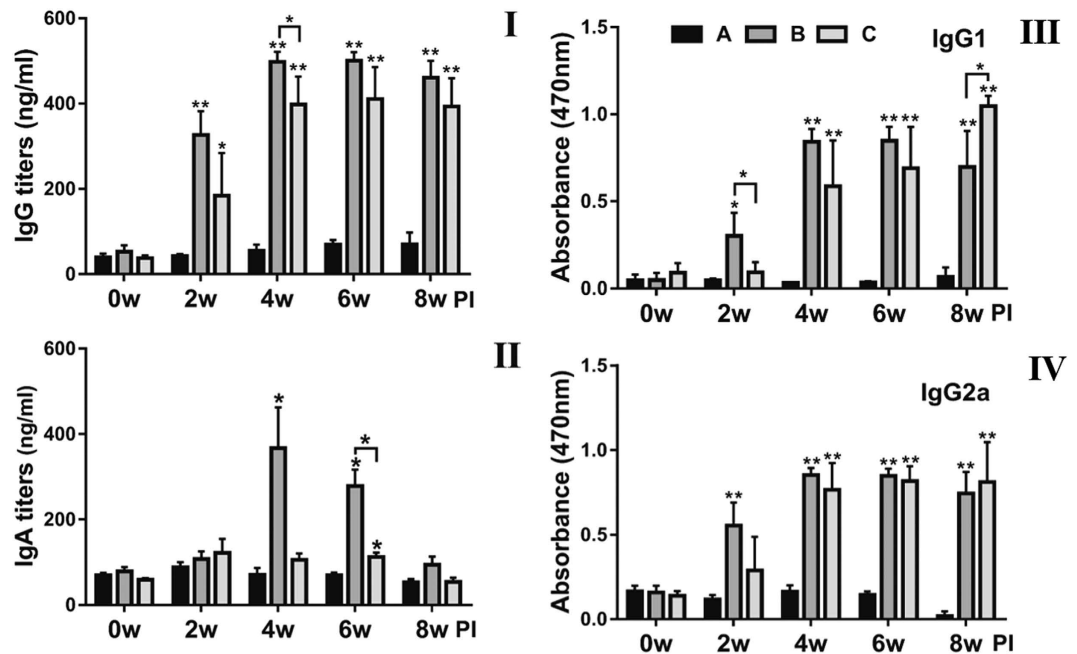 I
IgG titers (ng/ml)
600
400
200
0
0w 2w 4w 6w 8w PI
** * ** ** * ** ** ** **
II
IgA titers (ng/ml)
600
400
200
0
0w 2w 4w 6w 8w PI
* * * *
III
A B C
IgG1
Absorbance (470nm)
1.5
1.0
0.5
0.0
0w 2w 4w 6w 8w PI
* * ** ** ** ** ** * **
IV
IgG2a
Absorbance (470nm)
1.5
1.0
0.5
0.0
0w 2w 4w 6w 8w PI
** ** ** ** ** ** **